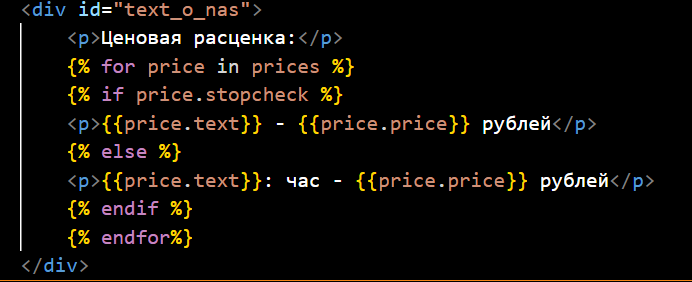 <div id="text_o_nas">
<p>Ценовая расценка:</p>
{% for price in prices %}
{% if price.stopcheck %}
<p>{{price.text}} - {{price.price}} рублей</p>
{% else %}
<p>{{price.text}}: час - {{price.price}} рублей</p>
{% endif %}
{% endfor%}
</div>